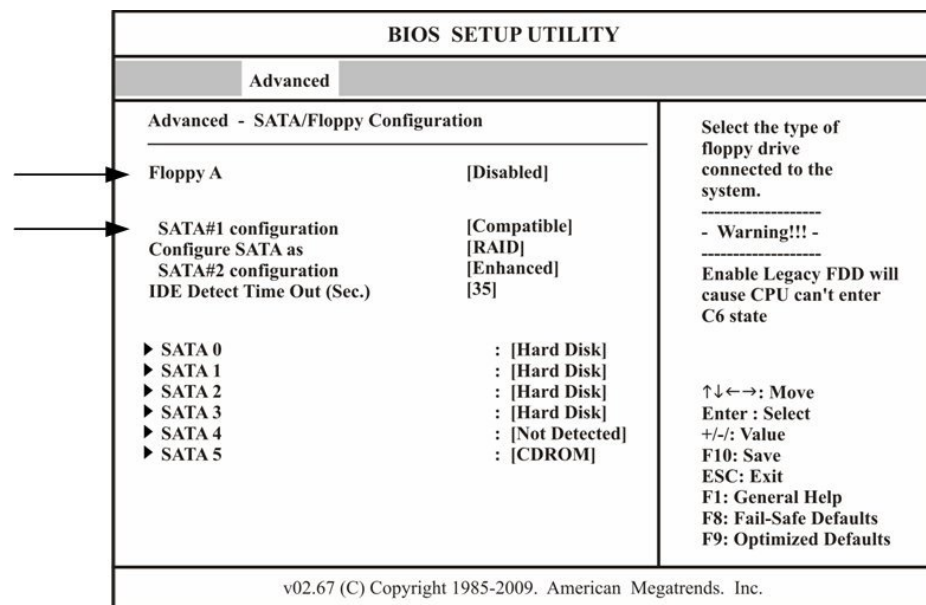 BIOS SETUP UTILITY
Advanced
Advanced - SATA/Floppy Configuration
Floppy A [Disabled]
SATA#1 configuration [Compatible]
Configure SATA as [RAID]
SATA#2 configuration [Enhanced]
IDE Detect Time Out (Sec.) [35]
SATA 0 : [Hard Disk]
SATA 1 : [Hard Disk]
SATA 2 : [Hard Disk]
SATA 3 : [Hard Disk]
SATA 4 : [Not Detected]
SATA 5 : [CDROM]
Select the type of
floppy drive
connected to the
system.
-------------------
- Warning!!! -
-------------------
Enable Legacy FDD will
cause CPU can't enter
C6 state
↑↓←→: Move
Enter : Select
+/-/: Value
F10: Save
ESC: Exit
F1: General Help
F8: Fail-Safe Defaults
F9: Optimized Defaults
v02.67 (C) Copyright 1985-2009. American Megatrends. Inc.